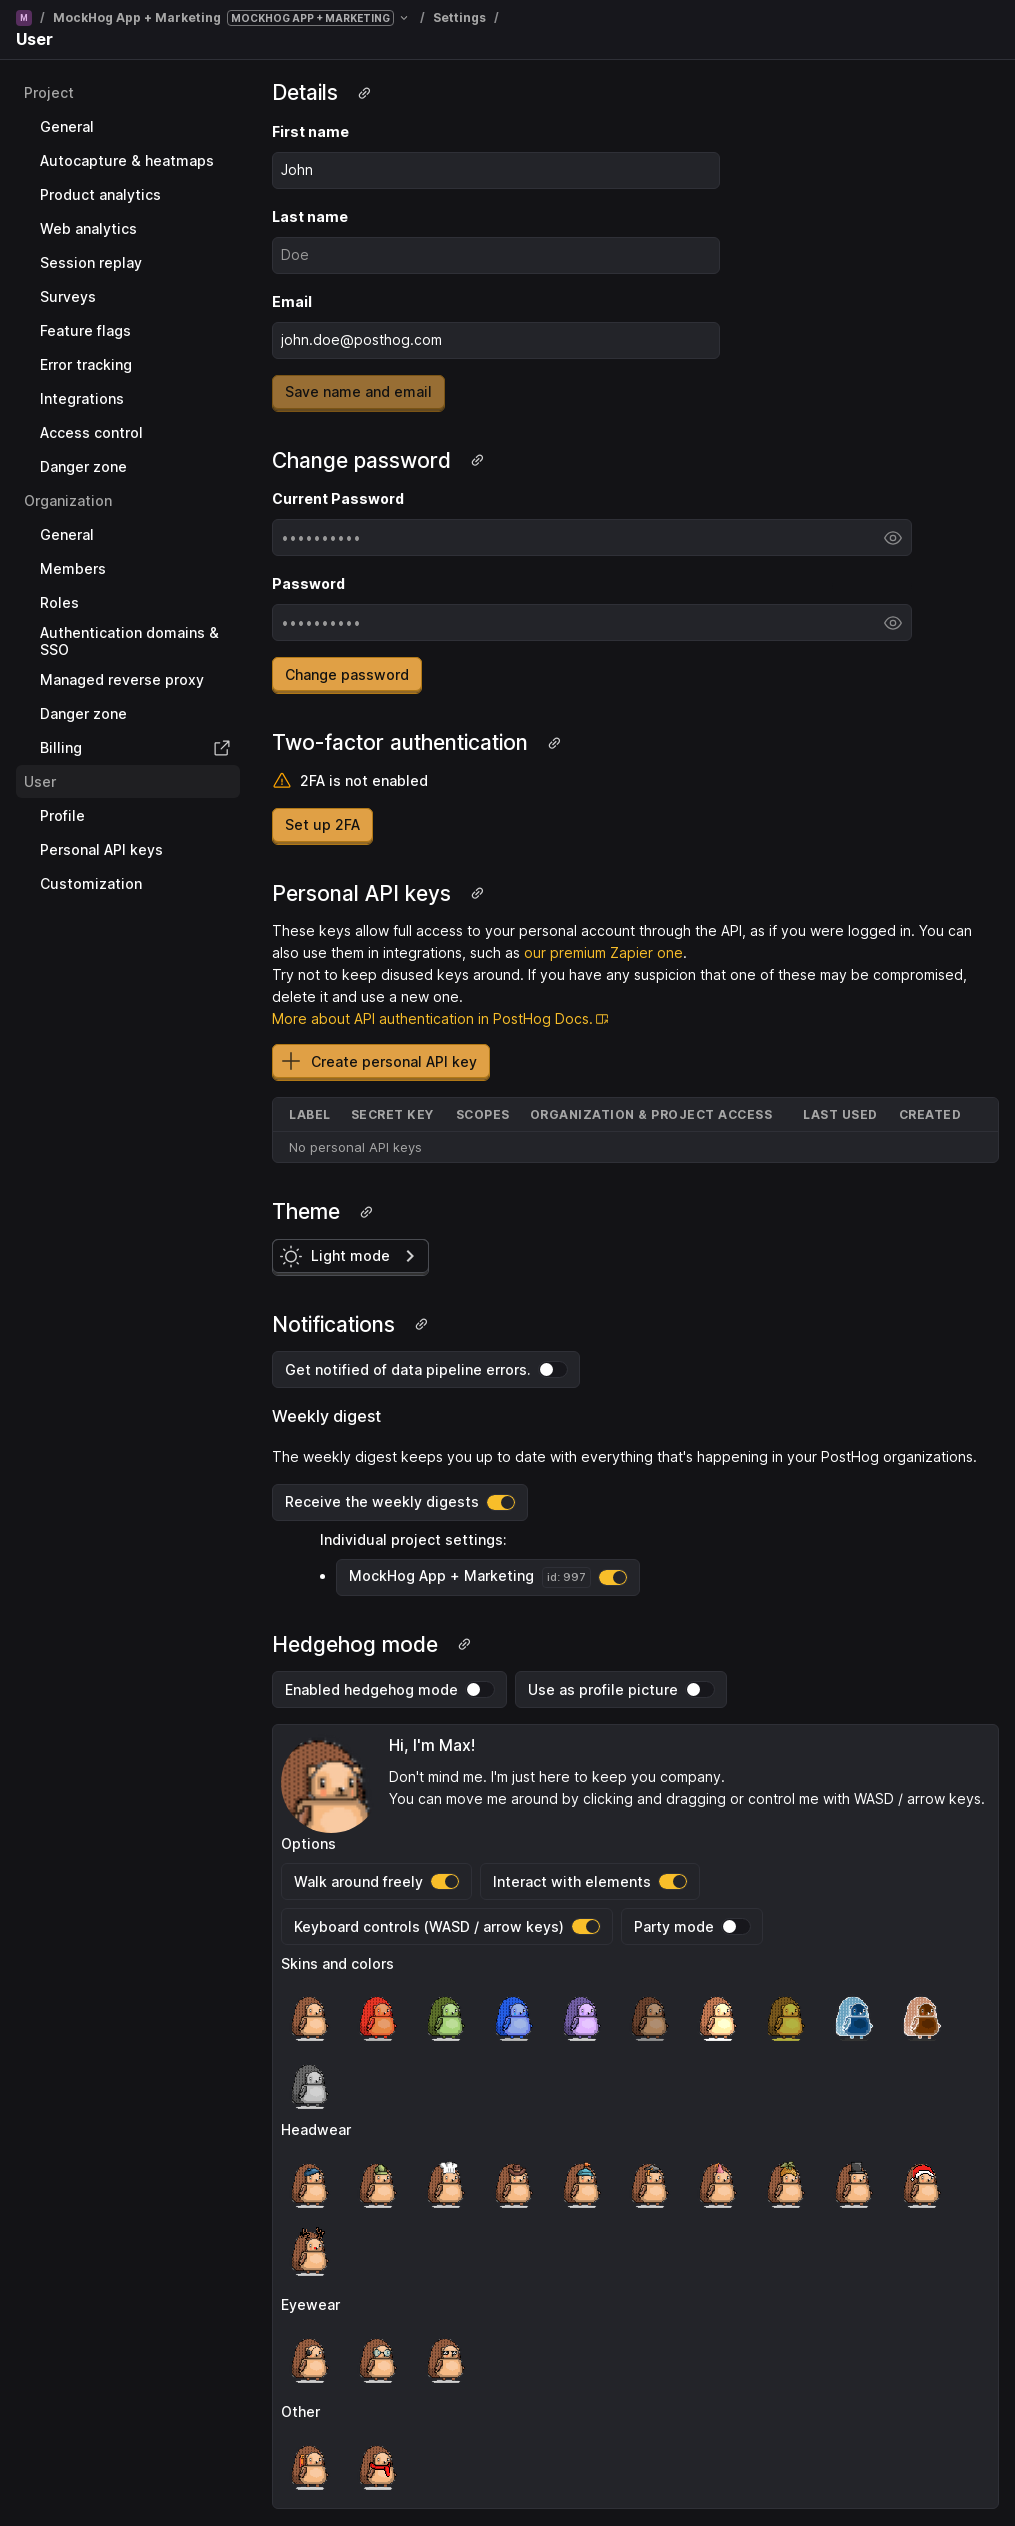 M / MockHog App + Marketing MOCKHOG APP + MARKETING / Settings /
User
Project
General
Autocapture & heatmaps
Product analytics
Web analytics
Session replay
Surveys
Feature flags
Error tracking
Integrations
Access control
Danger zone
Organization
General
Members
Roles
Authentication domains &
SSO
Managed reverse proxy
Danger zone
Billing
User
Profile
Personal API keys
Customization
Details
First name
John
Last name
Doe
Email
john.doe@posthog.com
Save name and email
Change password
Current Password
••••••••••
Password
••••••••••
Change password
Two-factor authentication
2FA is not enabled
Set up 2FA
Personal API keys
These keys allow full access to your personal account through the API, as if you were logged in. You can
also use them in integrations, such as our premium Zapier one.
Try not to keep disused keys around. If you have any suspicion that one of these may be compromised,
delete it and use a new one.
More about API authentication in PostHog Docs.
Create personal API key
LABEL SECRET KEY SCOPES ORGANIZATION & PROJECT ACCESS LAST USED CREATED
No personal API keys
Theme
Light mode
Notifications
Get notified of data pipeline errors.
Weekly digest
The weekly digest keeps you up to date with everything that's happening in your PostHog organizations.
Receive the weekly digests
Individual project settings:
• MockHog App + Marketing id: 997
Hedgehog mode
Enabled hedgehog mode Use as profile picture
Hi, I'm Max!
Don't mind me. I'm just here to keep you company.
You can move me around by clicking and dragging or control me with WASD / arrow keys.
Options
Walk around freely Interact with elements
Keyboard controls (WASD / arrow keys) Party mode
Skins and colors
Headwear
Eyewear
Other